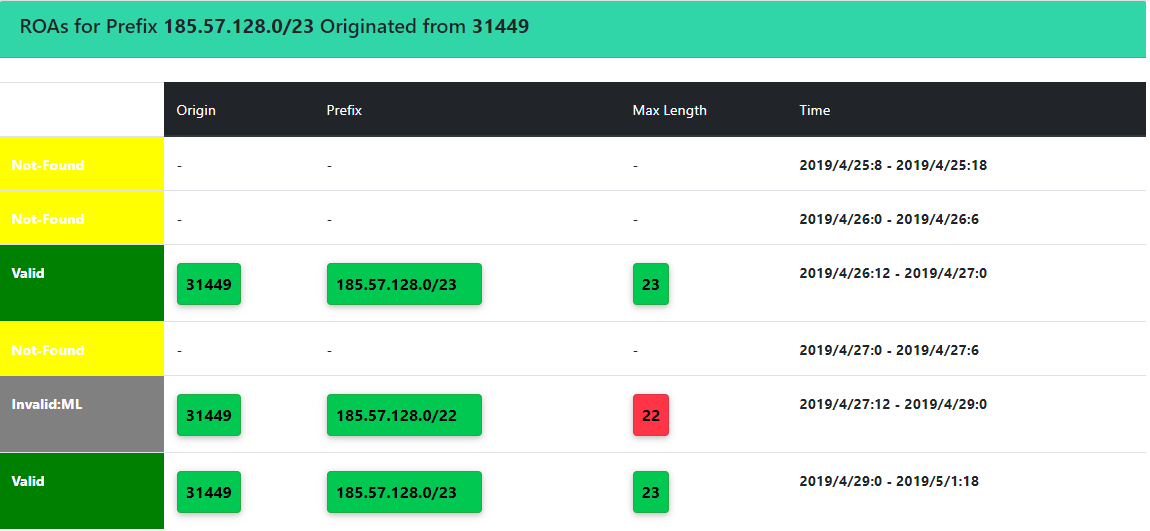 ROAs for Prefix 185.57.128.0/23 Originated from 31449
Origin Prefix Max Length Time
Not-Found - - - 2019/4/25:8 - 2019/4/25:18
Not-Found - - - 2019/4/26:0 - 2019/4/26:6
Valid 31449 185.57.128.0/23 23 2019/4/26:12 - 2019/4/27:0
Not-Found - - - 2019/4/27:0 - 2019/4/27:6
Invalid:ML 31449 185.57.128.0/22 22 2019/4/27:12 - 2019/4/29:0
Valid 31449 185.57.128.0/23 23 2019/4/29:0 - 2019/5/1:18